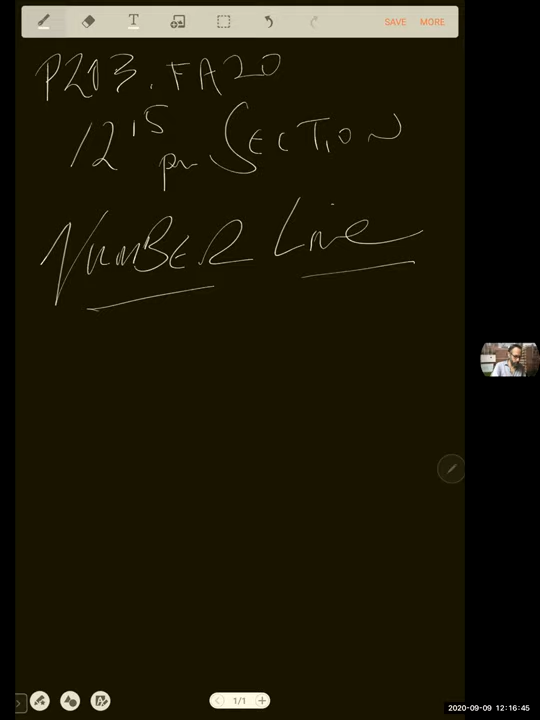 SAVE MORE
P203.FA20
12 15 pm SECTION
NUMBER Line
1/1
2020-09-09 12:16:45